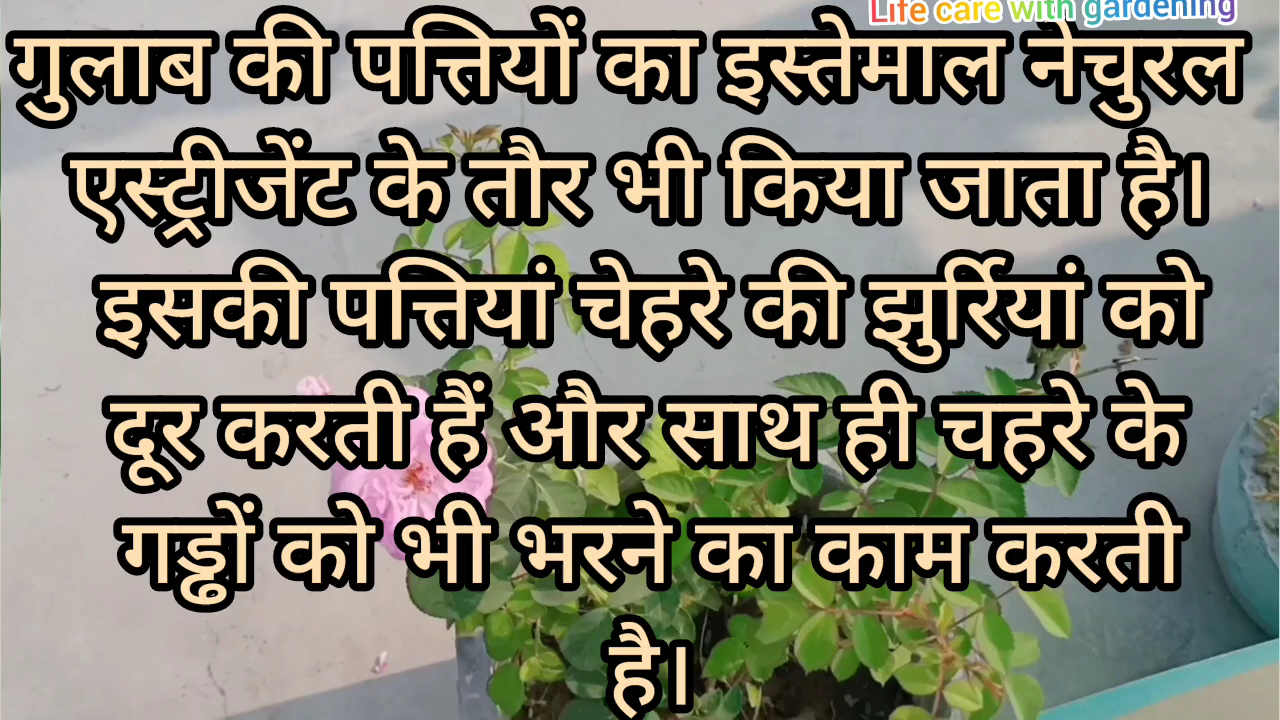 Life care with gardening
गुलाब की पत्तियों का इस्तेमाल नेचुरल
एस्ट्रीजेंट के तौर भी किया जाता है।
इसकी पत्तियां चेहरे की झुर्रियां को
दूर करती हैं और साथ ही चहरे के
गड्ढों को भी भरने का काम करती
है।